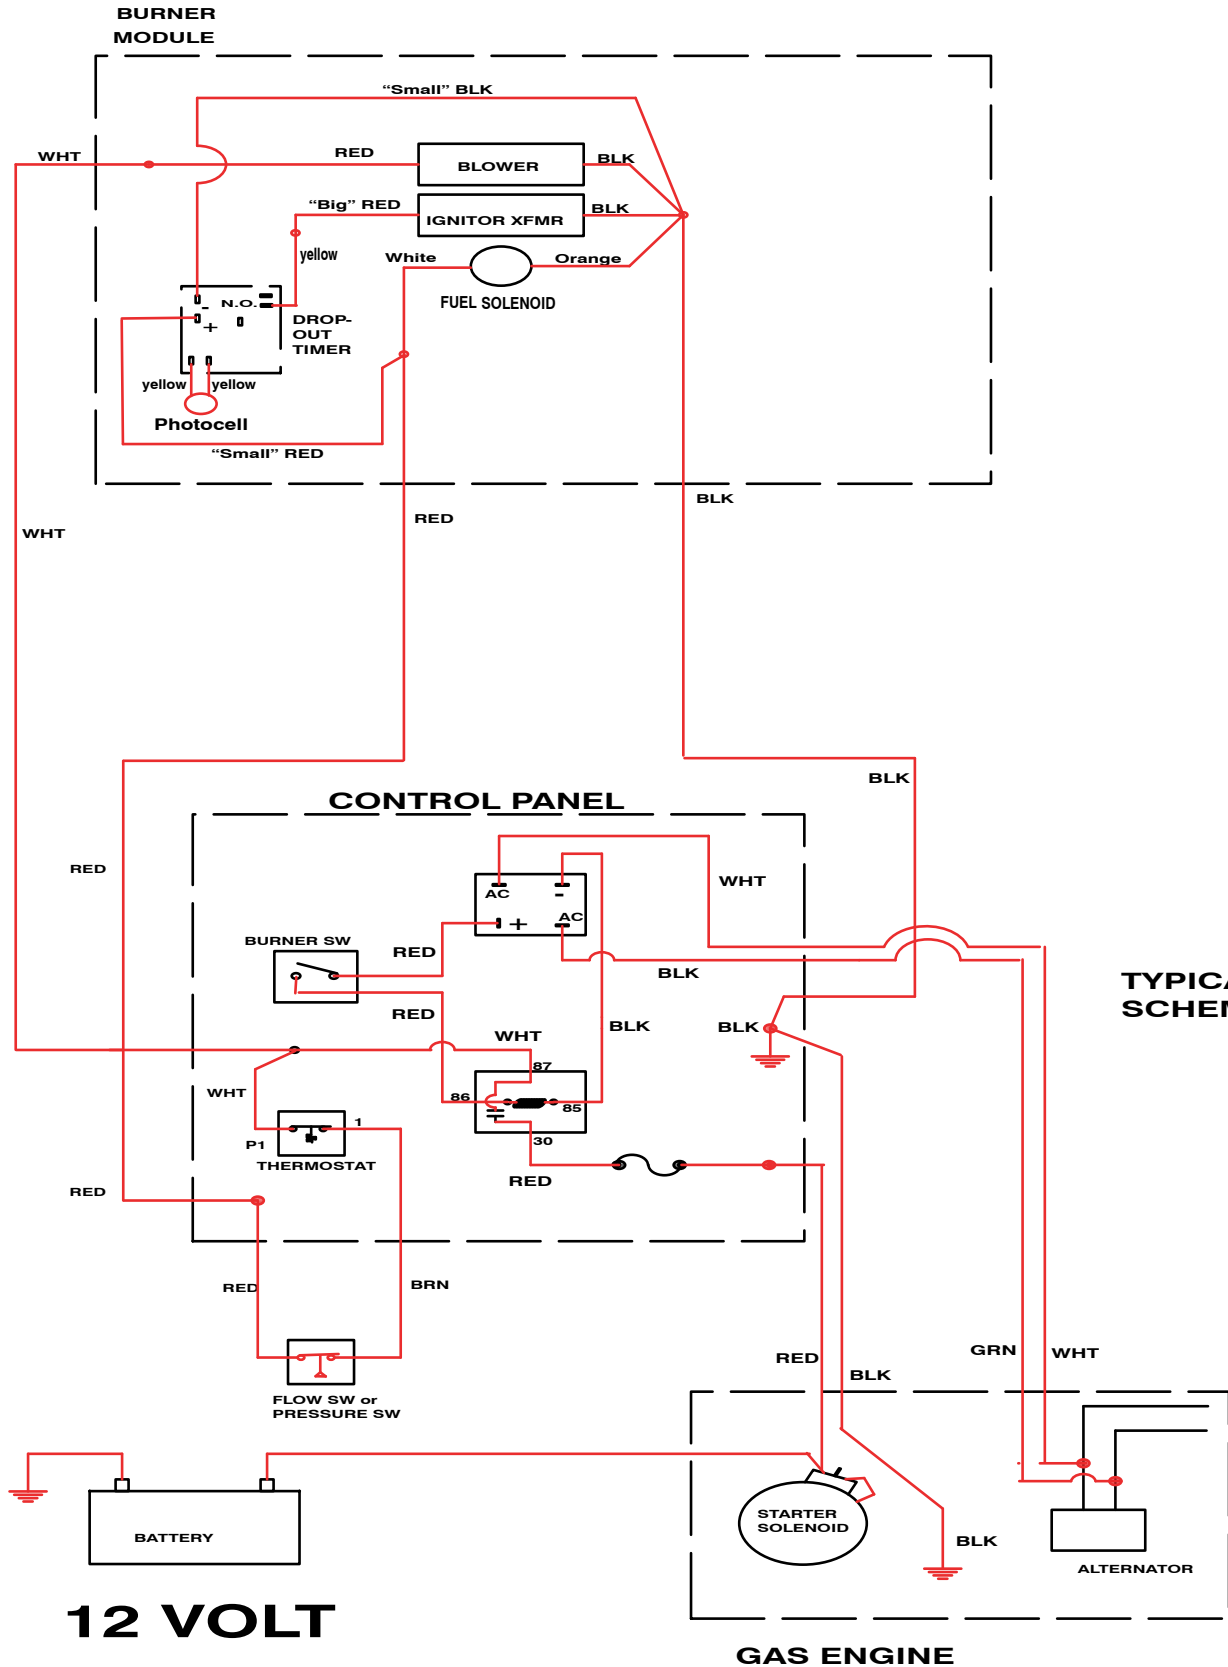 BURNER
MODULE
“Small” BLK
WHT
RED
BLOWER
BLK
“Big” RED
IGNITOR XFMR
BLK
yellow
White
Orange
FUEL SOLENOID
N.O.
-
+
DROP-
OUT
TIMER
yellow
yellow
Photocell
“Small” RED
BLK
RED
WHT
BLK
CONTROL PANEL
RED
WHT
AC
-
+
AC
BURNER SW
RED
BLK
TYPICA
SCHEM
RED
BLK
BLK
WHT
87
WHT
86
85
P1
1
30
THERMOSTAT
RED
RED
RED
BRN
GRN
WHT
RED
BLK
FLOW SW or
PRESSURE SW
STARTER
SOLENOID
BATTERY
BLK
ALTERNATOR
12 VOLT
GAS ENGINE